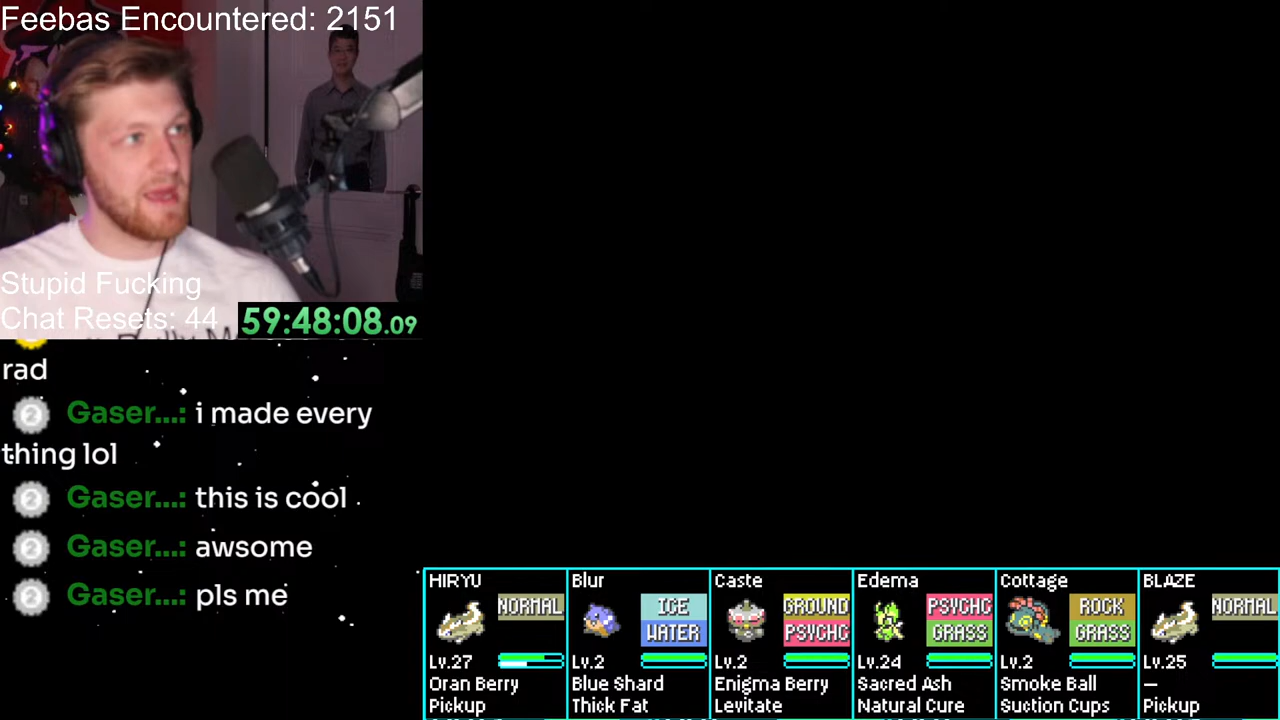 Feebas Encountered: 2151
Stupid Fucking
Chat Resets: 44
59:48:08.09
rad
Gaser...: i made every
thing lol
Gaser...: this is cool
Gaser...: awsome
Gaser...: pls me
HIRYU
NORMAL
Lv.27
Oran Berry
Pickup
Blur
ICE
WATER
Lv.2
Blue Shard
Thick Fat
Caste
GROUND
PSYCHC
Lv.2
Enigma Berry
Levitate
Edema
PSYCHC
GRASS
Lv.24
Sacred Ash
Natural Cure
Cottage
ROCK
GRASS
Lv.2
Smoke Ball
Suction Cups
BLAZE
NORMAL
Lv.25
—
Pickup